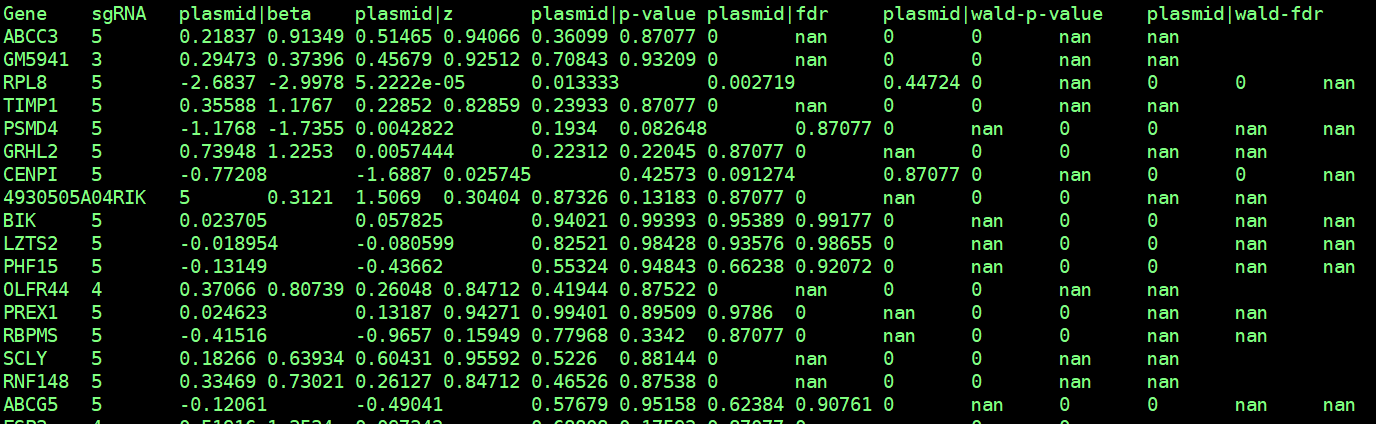 Gene sgRNA plasmid|beta plasmid|z plasmid|p-value plasmid|fdr plasmid|wald-p-value plasmid|wald-fdr
ABCC3 5 0.21837 0.91349 0.51465 0.94066 0.36099 0.87077 0 nan 0 0 nan nan
GM5941 3 0.29473 0.37396 0.45679 0.92512 0.70843 0.93209 0 nan 0 0 nan nan
RPL8 5 -2.6837 -2.9978 5.2222e-05 0.013333 0.002719 0.44724 0 nan 0 0 nan
TIMP1 5 0.35588 1.1767 0.22852 0.82859 0.23933 0.87077 0 nan 0 0 nan nan
PSMD4 5 -1.1768 -1.7355 0.0042822 0.1934 0.082648 0.87077 0 nan 0 0 nan nan
GRHL2 5 0.73948 1.2253 0.0057444 0.22312 0.22045 0.87077 0 nan 0 0 nan nan
CENPI 5 -0.77208 -1.6887 0.025745 0.42573 0.091274 0.87077 0 nan 0 0 nan
4930505A04RIK 5 0.3121 1.5069 0.30404 0.87326 0.13183 0.87077 0 nan 0 0 nan nan
BIK 5 0.023705 0.057825 0.94021 0.99393 0.95389 0.99177 0 nan 0 0 nan nan
LZTS2 5 -0.018954 -0.080599 0.82521 0.98428 0.93576 0.98655 0 nan 0 0 nan nan
PHF15 5 -0.13149 -0.43662 0.55324 0.94843 0.66238 0.92072 0 nan 0 0 nan nan
OLFR44 4 0.37066 0.80739 0.26048 0.84712 0.41944 0.87522 0 nan 0 0 nan nan
PREX1 5 0.024623 0.13187 0.94271 0.99401 0.89509 0.9786 0 nan 0 0 nan nan
RBPMS 5 -0.41516 -0.9657 0.15949 0.77968 0.3342 0.87077 0 nan 0 0 nan nan
SCLY 5 0.18266 0.63934 0.60431 0.95592 0.5226 0.88144 0 nan 0 0 nan nan
RNF148 5 0.33469 0.73021 0.26127 0.84712 0.46526 0.87538 0 nan 0 0 nan nan
ABCG5 5 -0.12061 -0.49041 0.57679 0.95158 0.62384 0.90761 0 nan 0 0 nan nan